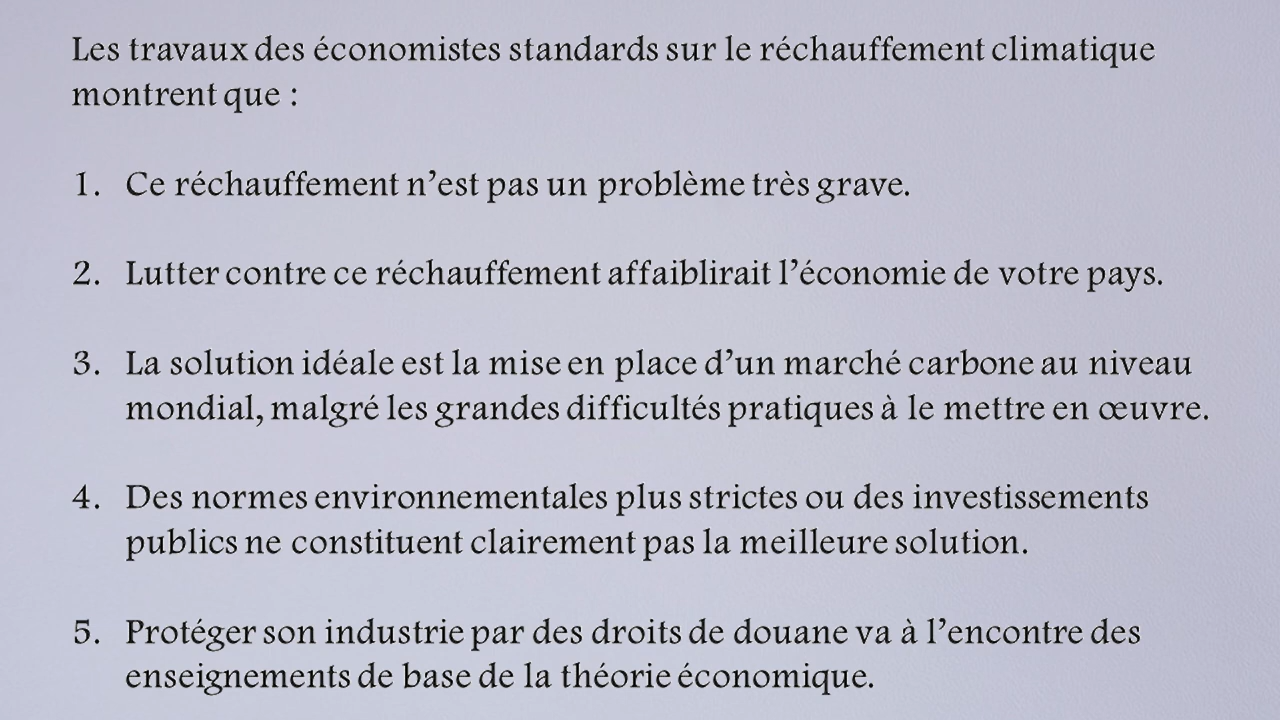 Les travaux des économistes standards sur le réchauffement climatique
montrent que :
1. Ce réchauffement n’est pas un problème très grave.
2. Lutter contre ce réchauffement affaiblirait l’économie de votre pays.
3. La solution idéale est la mise en place d’un marché carbone au niveau
mondial, malgré les grandes difficultés pratiques à le mettre en œuvre.
4. Des normes environnementales plus strictes ou des investissements
publics ne constituent clairement pas la meilleure solution.
5. Protéger son industrie par des droits de douane va à l’encontre des
enseignements de base de la théorie économique.